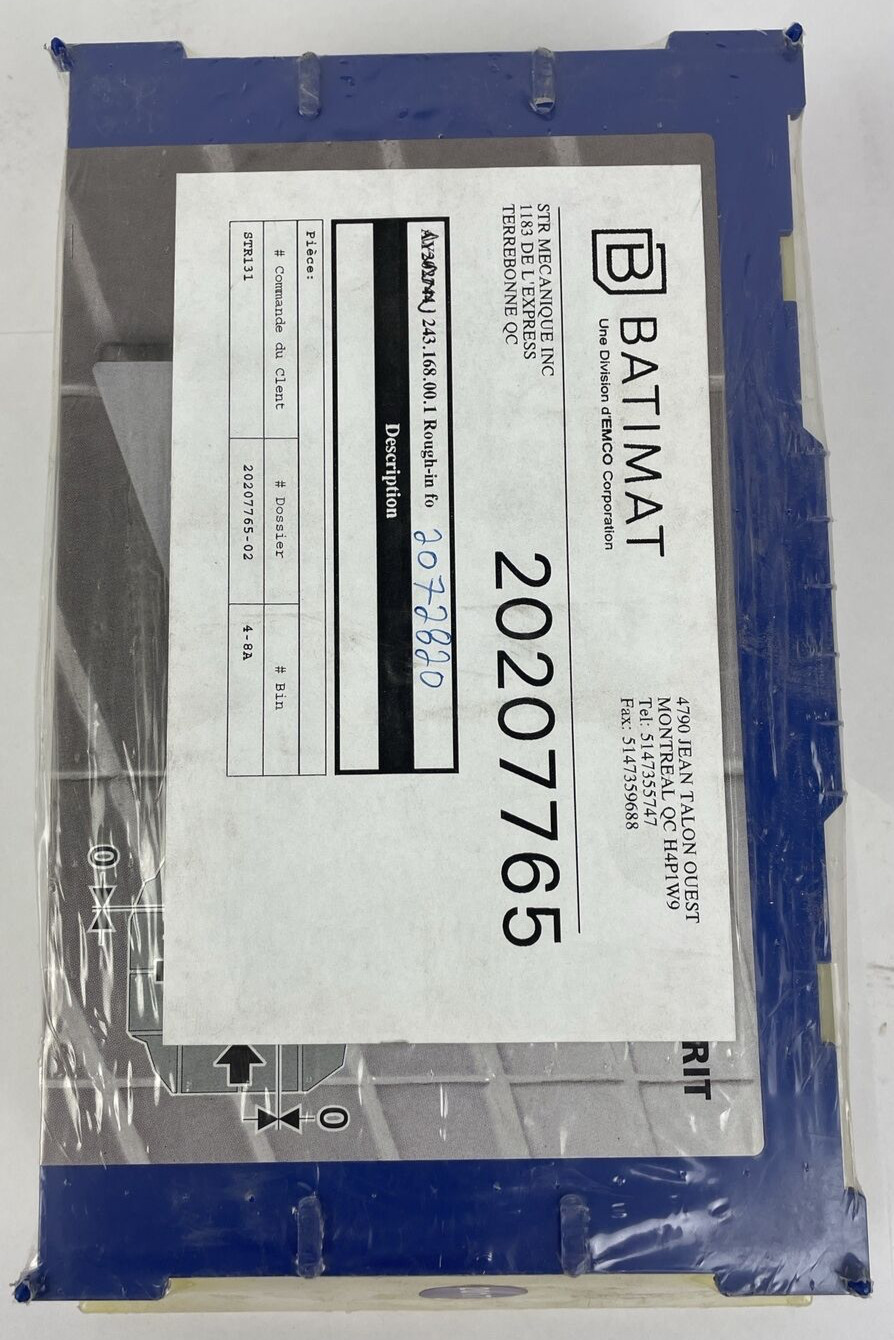 BATIMAT
Une Division d'EMCO Corporation
4790 JEAN TALON OUEST
MONTREAL QC H4P1W9
Tel: 5147355747
Fax: 5147359688
STR MECANIQUE INC
1183 DE L'EXPRESS
TERREBONNE QC
20207765
243.168.00.1 Rough-in fo 2072820
Description
Pièce:
# Commande du Clent # Dossier # Bin
STR131 20207765-02 4-8A
RIT
0
0